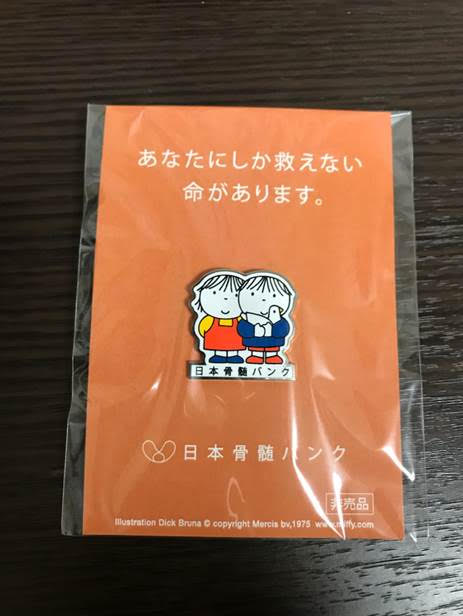 あなたにしか救えない
命があります。
日本骨髄バンク
日本骨髄バンク
非売品
Illustration Dick Bruna © copyright Mercis bv,1975 www.miffy.com